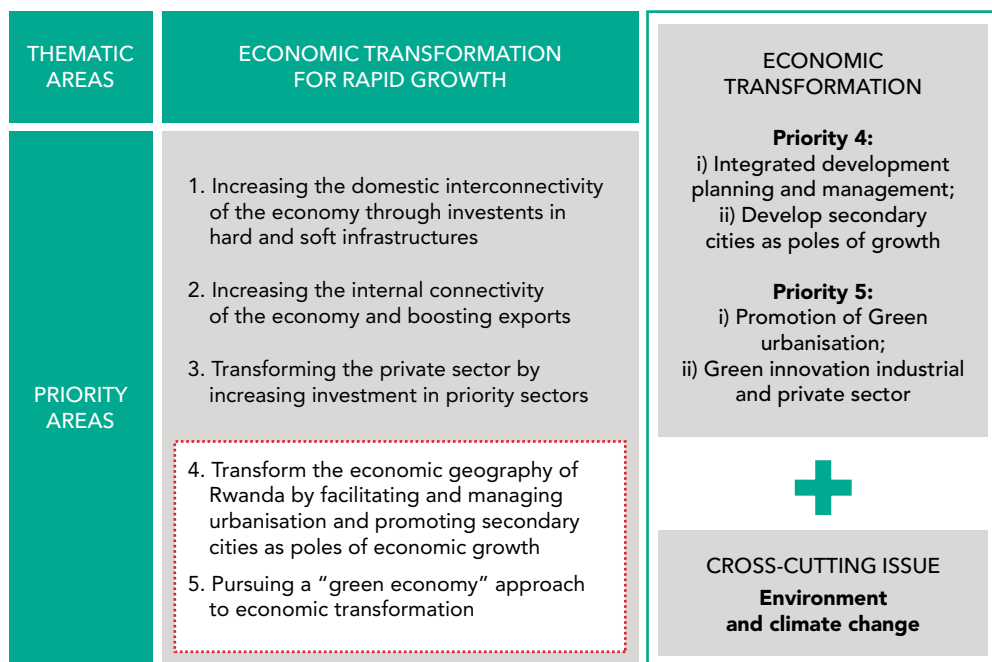 THEMATIC
AREAS
ECONOMIC TRANSFORMATION
FOR RAPID GROWTH
PRIORITY
AREAS
1. Increasing the domestic interconnectivity
of the economy through investents in
hard and soft infrastructures
2. Increasing the internal connectivity
of the economy and boosting exports
3. Transforming the private sector by
increasing investment in priority sectors
4. Transform the economic geography of
Rwanda by facilitating and managing
urbanisation and promoting secondary
cities as poles of economic growth
5. Pursuing a “green economy” approach
to economic transformation
ECONOMIC
TRANSFORMATION
Priority 4:
i) Integrated development
planning and management;
ii) Develop secondary
cities as poles of growth
Priority 5:
i) Promotion of Green
urbanisation;
ii) Green innovation industrial
and private sector
CROSS-CUTTING ISSUE
Environment
and climate change